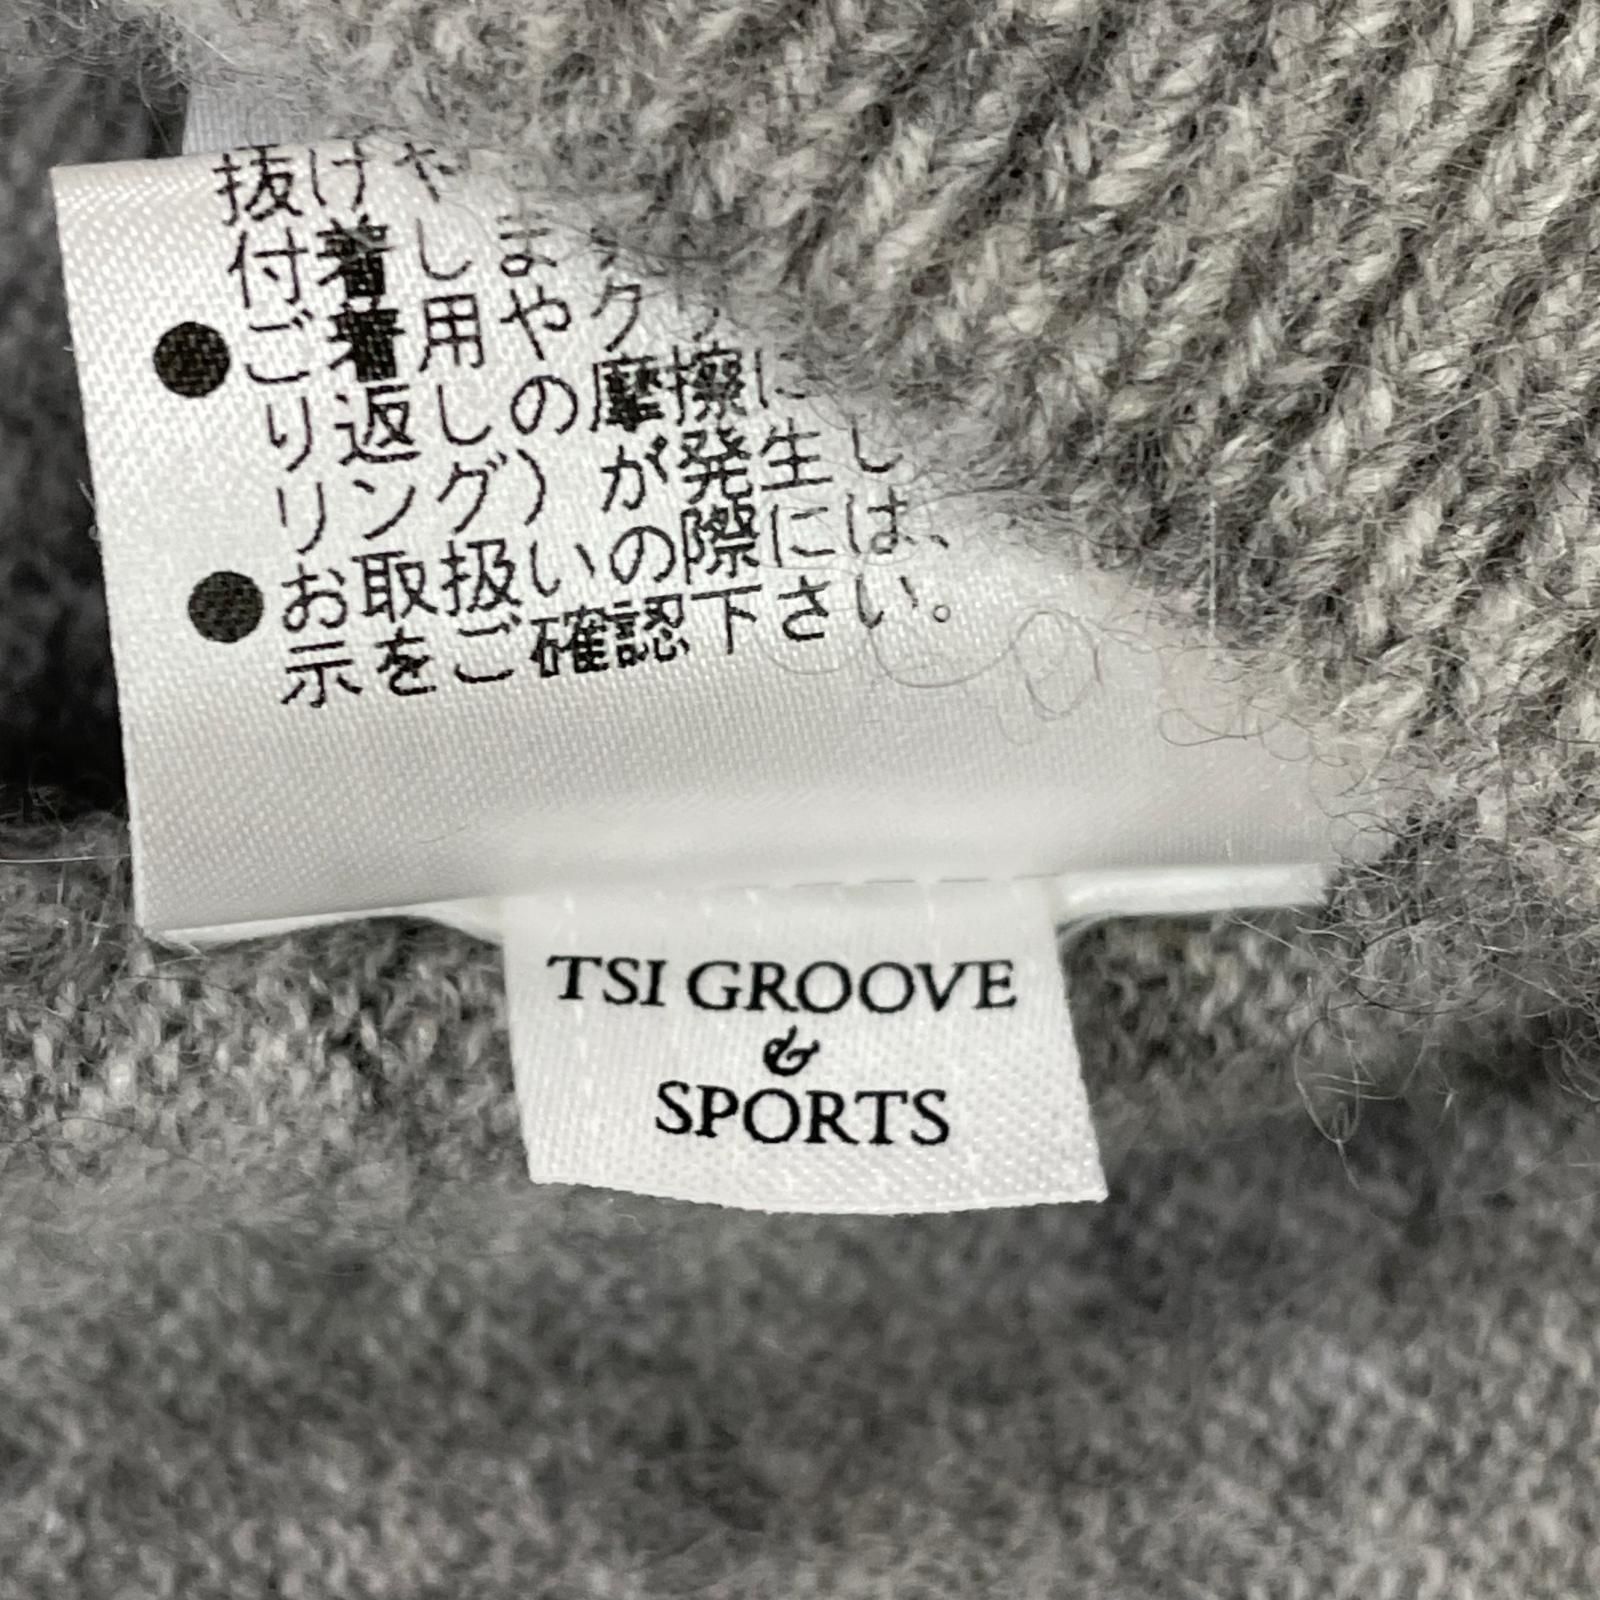 抜けや
付着しま
●ご着用やク
り返しの摩擦に
リング）が発生し
●お取扱いの際には、
示をご確認下さい。
TSI GROOVE
&
SPORTS